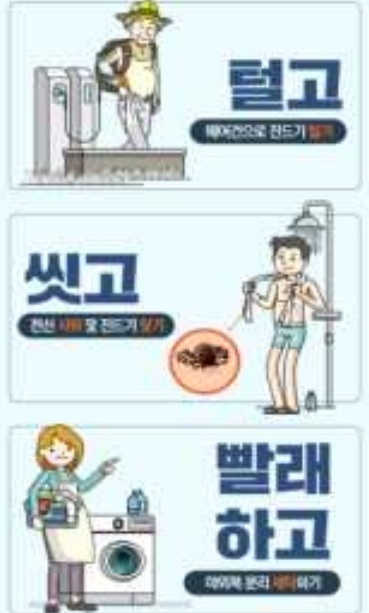 털고
에어건으로 진드기 털기
씻고
전신 샤워 및 진드기 찾기
빨래
하고
야외복 분리 세탁하기